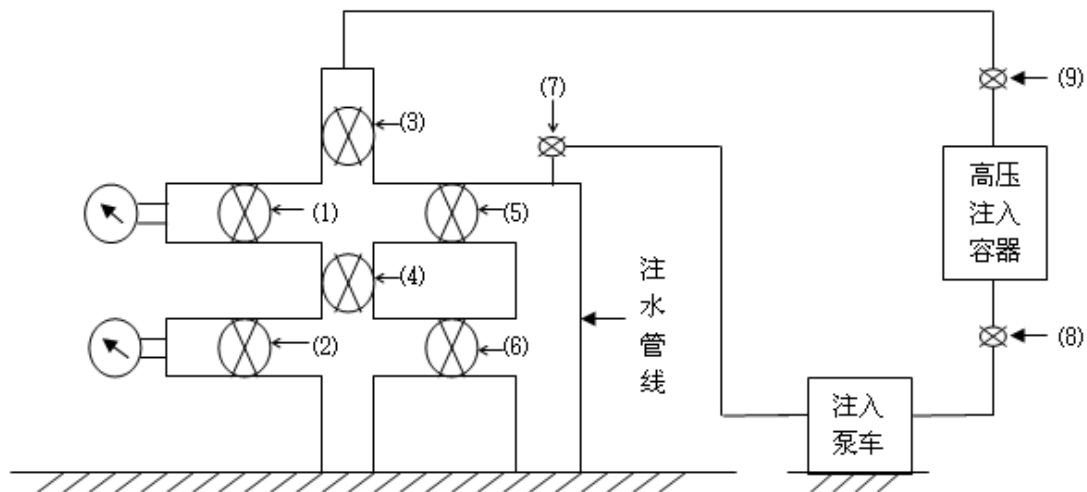 (7)
(9)
(3)
高压
注入
容器
(1)
(5)
(4)
注
水
管
线
(2)
(6)
(8)
注入
泵车